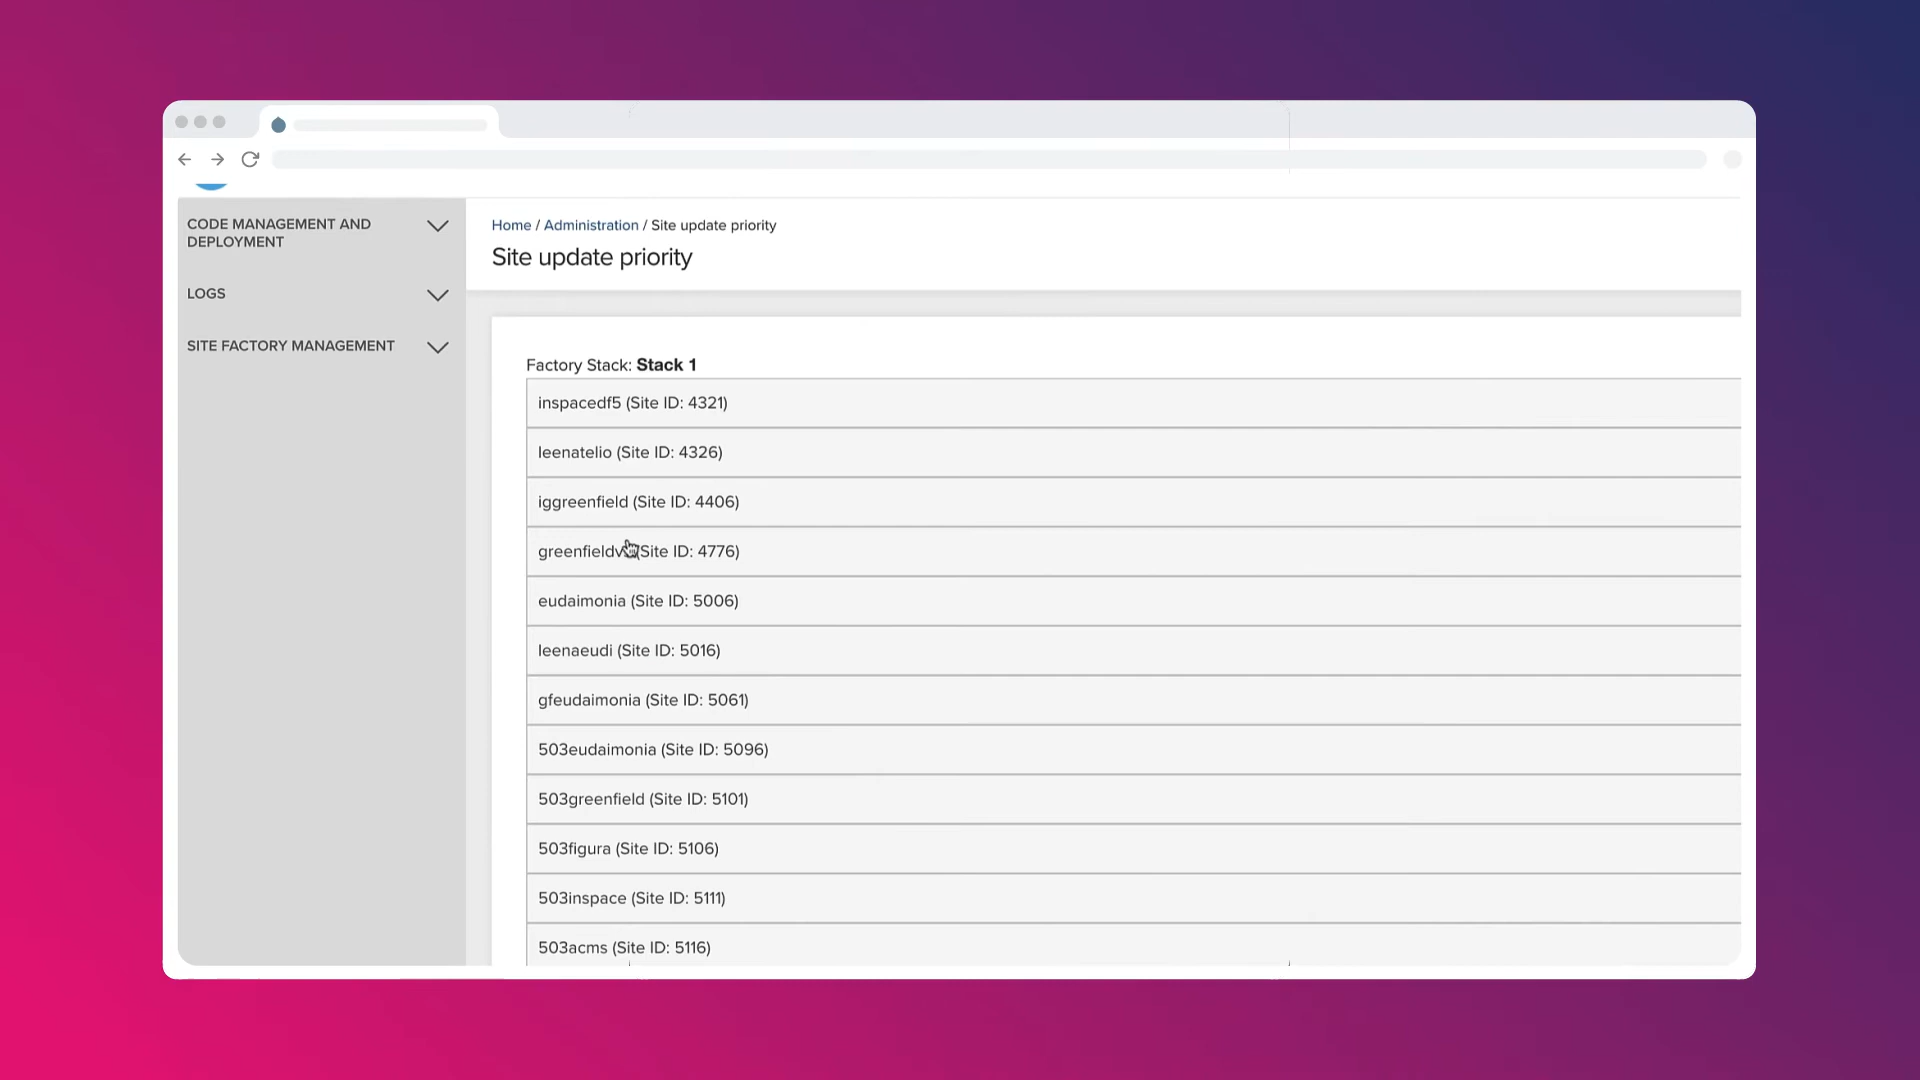 CODE MANAGEMENT AND
DEPLOYMENT
LOGS
SITE FACTORY MANAGEMENT
Home / Administration / Site update priority
Site update priority
Factory Stack: Stack 1
inspacedf5 (Site ID: 4321)
leenatelio (Site ID: 4326)
iggreenfield (Site ID: 4406)
(Site ID: 4776)
eudaimonia (Site ID: 5006)
leenaeudi (Site ID: 5016)
gfeudaimonia (Site ID: 5061)
503eudaimonia (Site ID: 5096)
503greenfield (Site ID: 5101)
503figura (Site ID: 5106)
503inspace (Site ID: 5111)
503acms (Site ID: 5116)